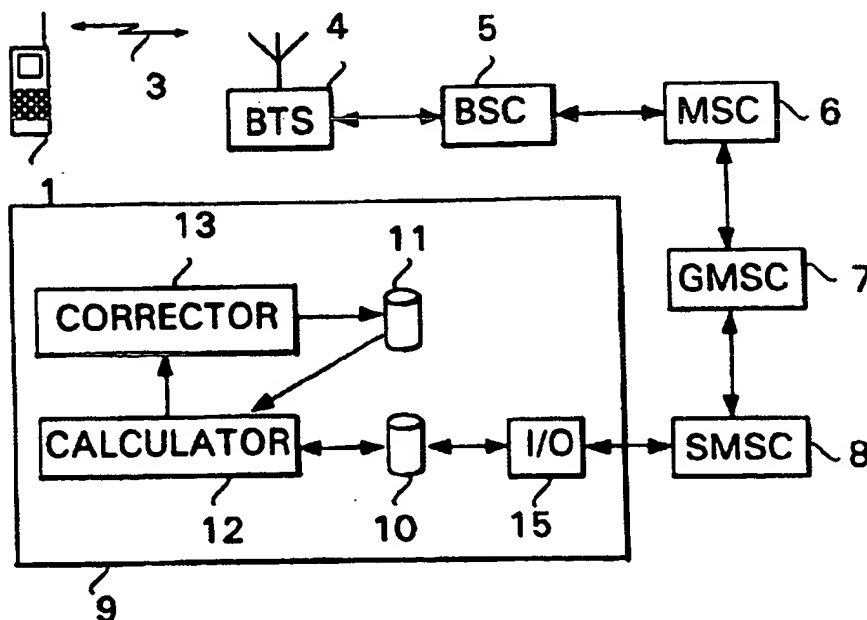 4
5
3
BTS
BSC
MSC
6
1
13
11
CORRECTOR
GMSC
7
CALCULATOR
I/O
SMSC
8
12
10
15
9